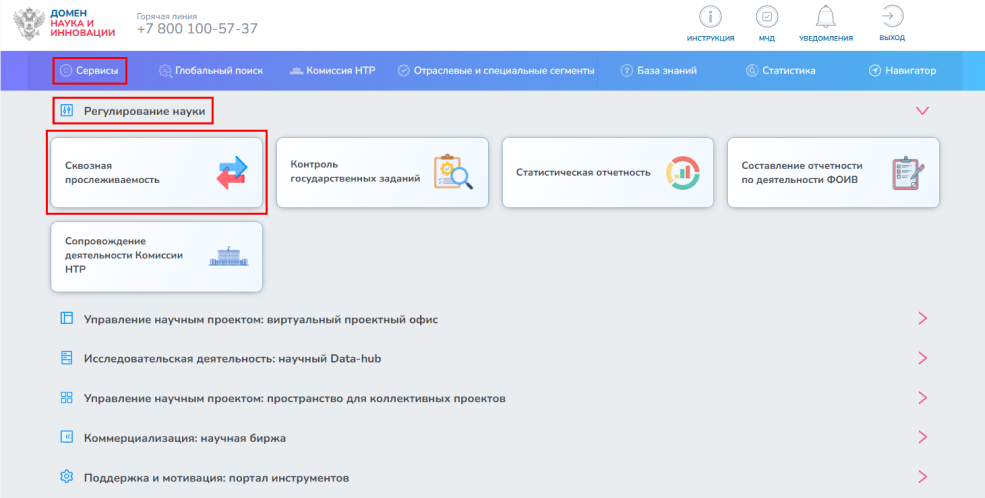 ДОМЕН
НАУКА И
ИННОВАЦИИ
Горячая линия
+7 800 100-57-37
ИНСТРУКЦИЯ
МЧД
УВЕДОМЛЕНИЯ
ВЫХОД
Сервисы
Глобальный поиск
Комиссия НТР
Отраслевые и специальные сегменты
База знаний
Статистика
Навигатор
Регулирование науки
Сквозная
прослеживаемость
Контроль
государственных заданий
Статистическая отчетность
Составление отчетности
по деятельности ФОИВ
Сопровождение
деятельности Комиссии
НТР
Управление научным проектом: виртуальный проектный офис
Исследовательская деятельность: научный Data-hub
Управление научным проектом: пространство для коллективных проектов
Коммерциализация: научная биржа
Поддержка и мотивация: портал инструментов